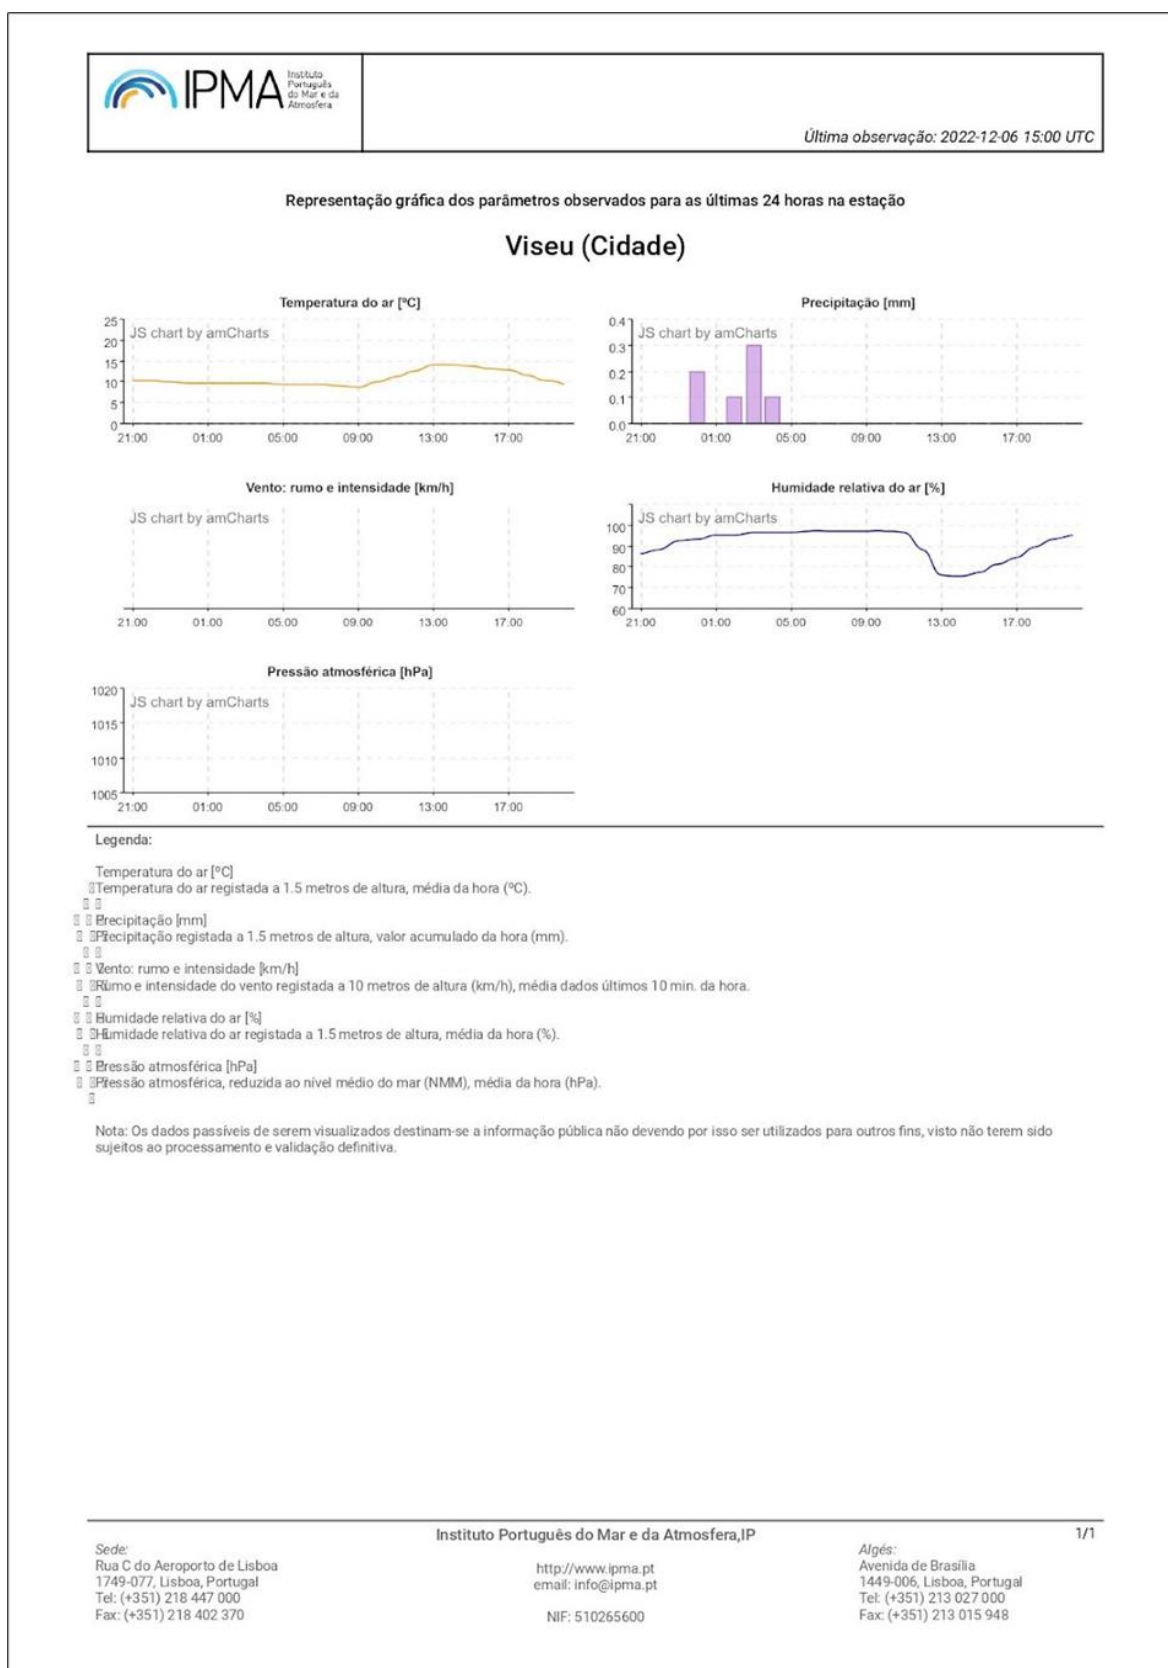 IPMA
Instituto
Português
do Mar e da
Atmosfera
Última observação: 2022-12-06 15:00 UTC
Representação gráfica dos parâmetros observados para as últimas 24 horas na estação
Viseu (Cidade)
Temperatura do ar [ºC]
JS chart by amCharts
25
20
15
10
5
0
21:00 01:00 05:00 09:00 13:00 17:00
Precipitação [mm]
JS chart by amCharts
0.4
0.3
0.2
0.1
0.0
21:00 01:00 05:00 09:00 13:00 17:00
Vento: rumo e intensidade [km/h]
JS chart by amCharts
21:00 01:00 05:00 09:00 13:00 17:00
Humidade relativa do ar [%]
JS chart by amCharts
100
90
80
70
60
21:00 01:00 05:00 09:00 13:00 17:00
Pressão atmosférica [hPa]
JS chart by amCharts
1020
1015
1010
1005
21:00 01:00 05:00 09:00 13:00 17:00
Legenda:
Temperatura do ar [ºC]
Temperatura do ar registada a 1.5 metros de altura, média da hora (ºC).
Precipitação [mm]
Precipitação registada a 1.5 metros de altura, valor acumulado da hora (mm).
Vento: rumo e intensidade [km/h]
Rumo e intensidade do vento registada a 10 metros de altura (km/h), média dados últimos 10 min. da hora.
Humidade relativa do ar [%]
Humidade relativa do ar registada a 1.5 metros de altura, média da hora (%).
Pressão atmosférica [hPa]
Pressão atmosférica, reduzida ao nível médio do mar (NMM), média da hora (hPa).
Nota: Os dados passíveis de serem visualizados destinam-se a informação pública não devendo por isso ser utilizados para outros fins, visto não terem sido
sujeitos ao processamento e validação definitiva.
Instituto Português do Mar e da Atmosfera,IP
1/1
Sede:
Rua C do Aeroporto de Lisboa
1749-077, Lisboa, Portugal
Tel: (+351) 218 447 000
Fax: (+351) 218 402 370
http://www.ipma.pt
email: info@ipma.pt
NIF: 510265600
Algés:
Avenida de Brasília
1449-006, Lisboa, Portugal
Tel: (+351) 213 027 000
Fax: (+351) 213 015 948